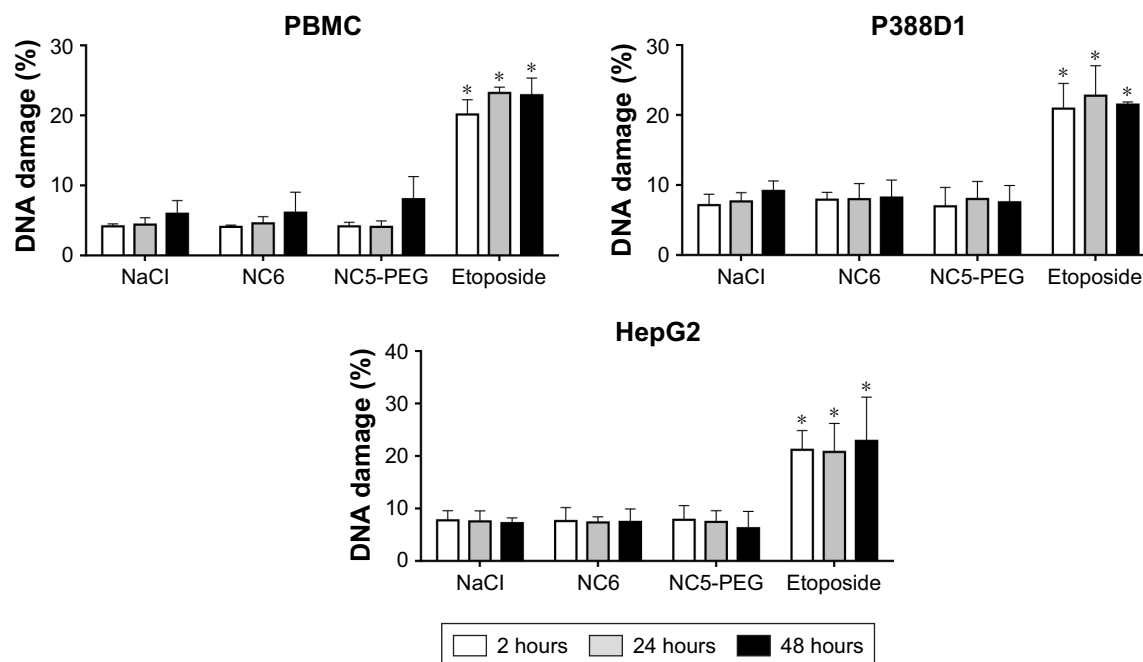 PBMC
DNA damage (%)
30
20
10
0
* * *
NaCl NC6 NC5-PEG Etoposide
P388D1
DNA damage (%)
30
20
10
0
* * *
NaCl NC6 NC5-PEG Etoposide
HepG2
DNA damage (%)
40
30
20
10
0
* * *
NaCl NC6 NC5-PEG Etoposide
2 hours 24 hours 48 hours